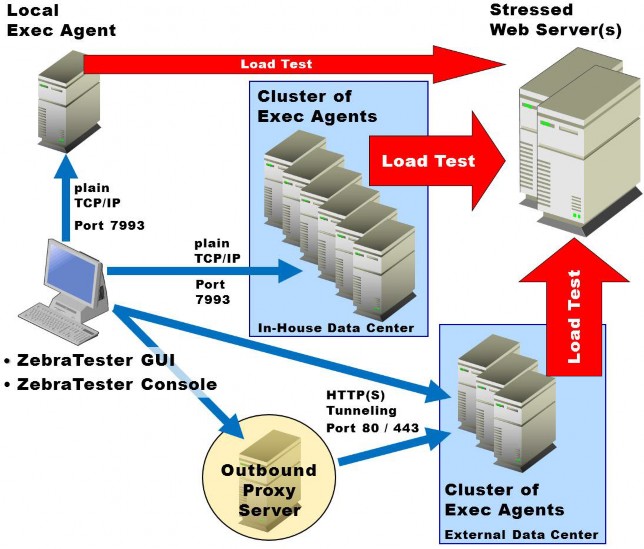 Local
Exec Agent
Stressed
Web Server(s)
Load Test
Cluster of
Exec Agents
Load Test
plain
TCP/IP
Port 7993
plain
TCP/IP
Port
7993
In-House Data Center
Load Test
• ZebraTester GUI
• ZebraTester Console
HTTP(S)
Tunneling
Port 80 / 443
Outbound
Proxy
Server
Cluster of
Exec Agents
External Data Center